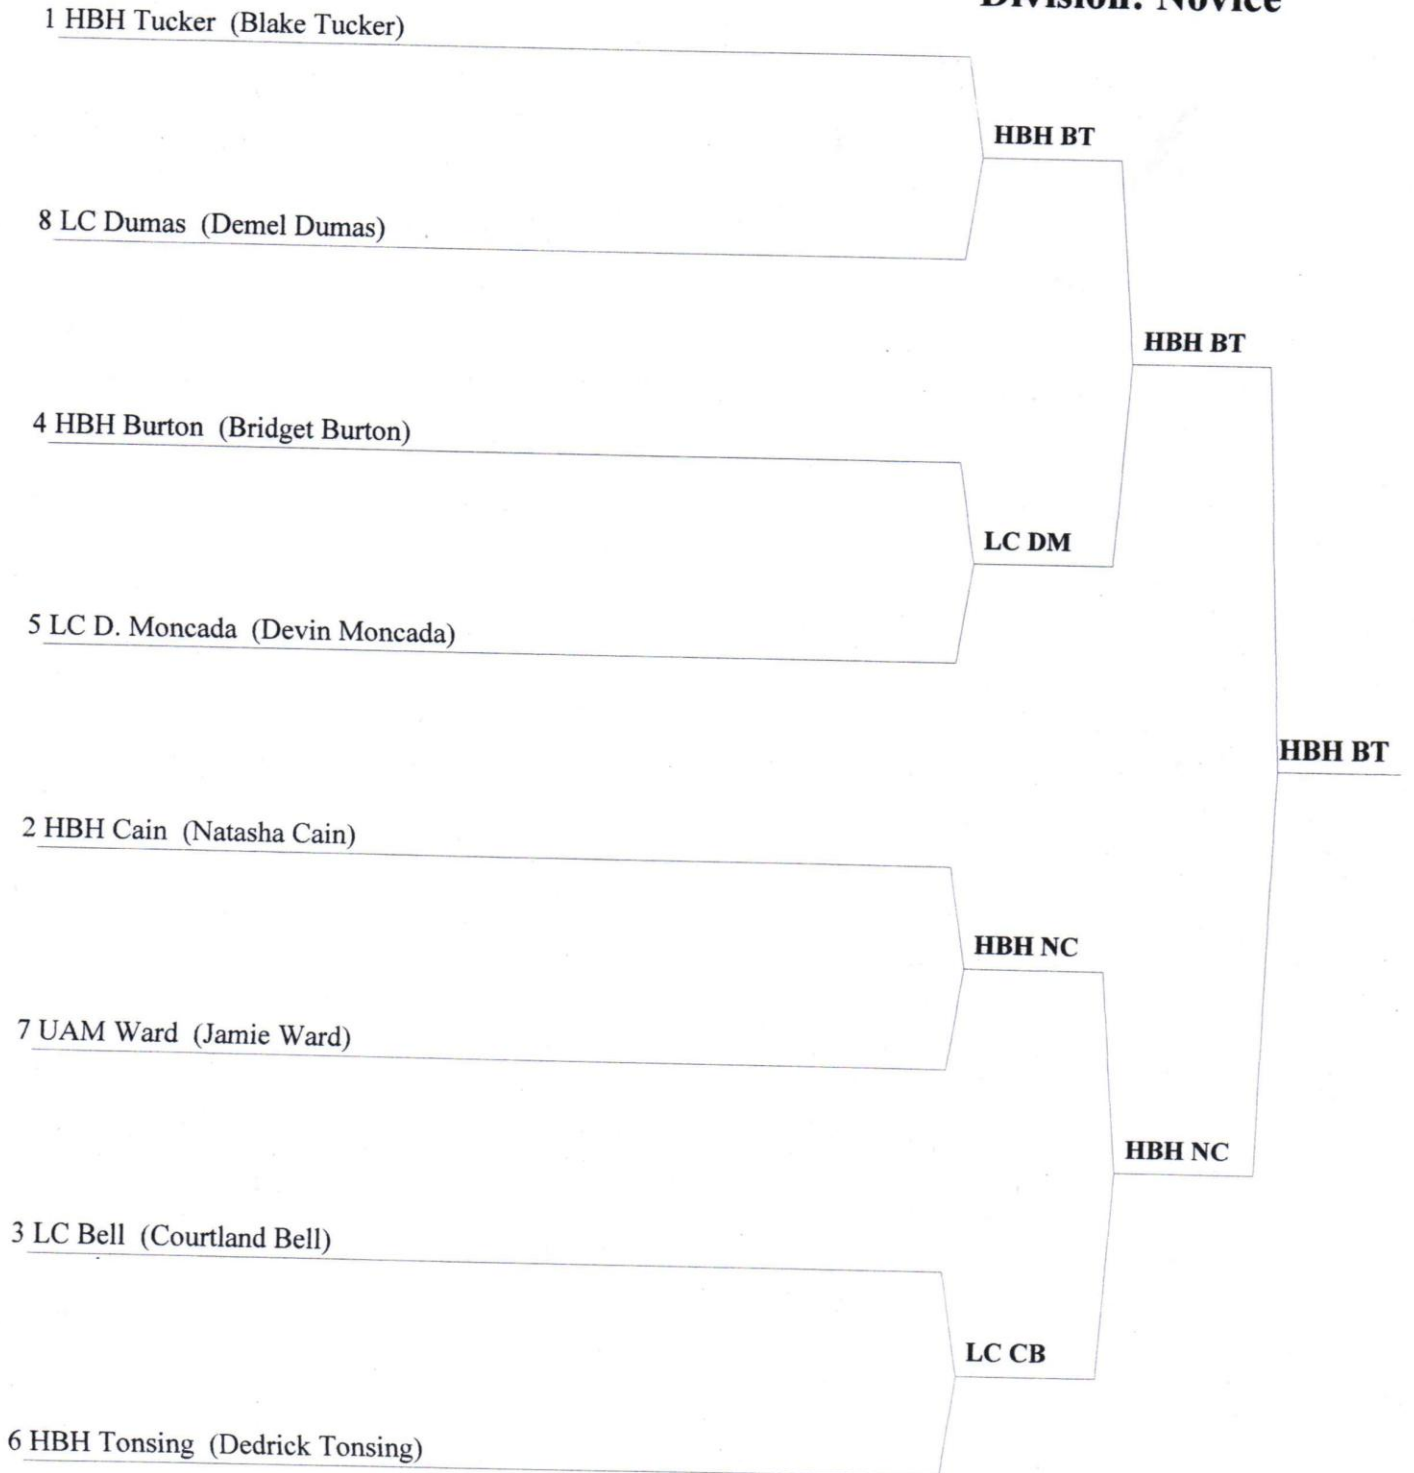 Division: Novice
1 HBH Tucker (Blake Tucker)
HBH BT
8 LC Dumas (Demel Dumas)
HBH BT
4 HBH Burton (Bridget Burton)
LC DM
5 LC D. Moncada (Devin Moncada)
HBH BT
2 HBH Cain (Natasha Cain)
HBH NC
7 UAM Ward (Jamie Ward)
HBH NC
3 LC Bell (Courtland Bell)
LC CB
6 HBH Tonsing (Dedrick Tonsing)